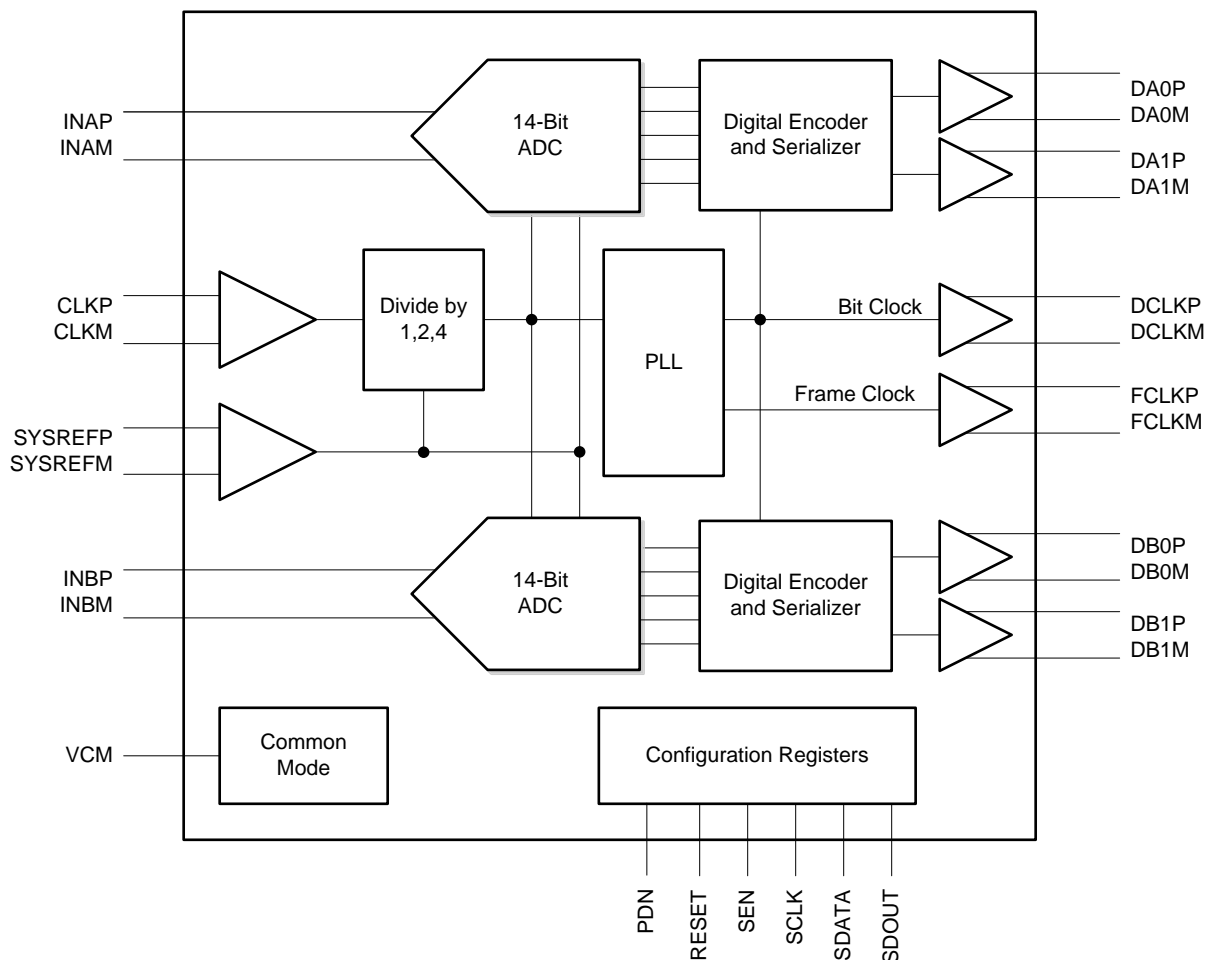 INAP
INAM
14-Bit
ADC
Digital Encoder
and Serializer
DA0P
DA0M
DA1P
DA1M
CLKP
CLKM
Divide by
1,2,4
PLL
Bit Clock
DCLKP
DCLKM
Frame Clock
FCLKP
FCLKM
SYSREFP
SYSREFM
INBP
INBM
14-Bit
ADC
Digital Encoder
and Serializer
DB0P
DB0M
DB1P
DB1M
VCM
Common
Mode
Configuration Registers
PDN
RESET
SEN
SCLK
SDATA
SDOUT